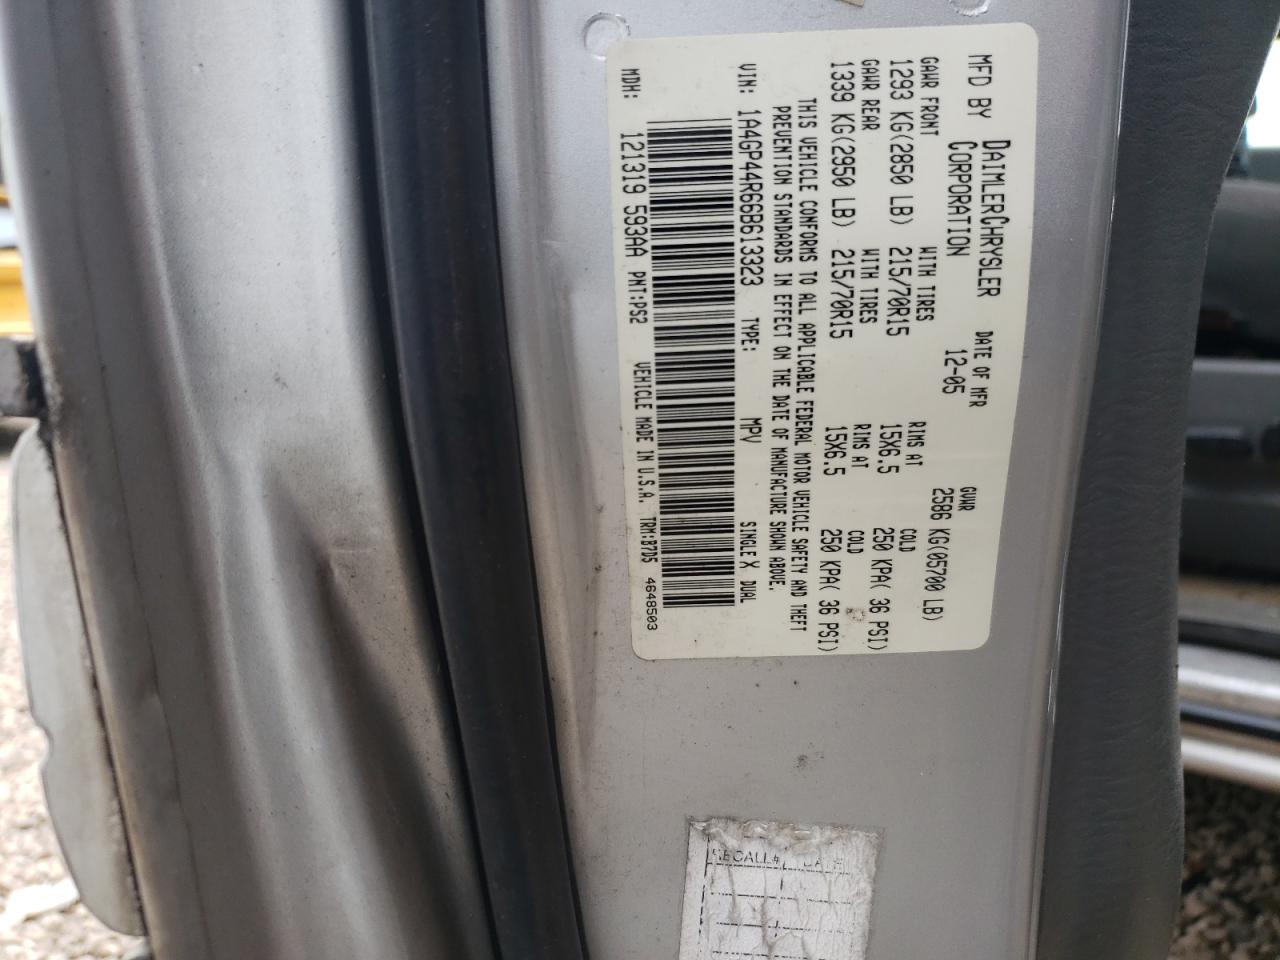 MFD BY DAIMLERCHRYSLER CORPORATION
DATE OF MFR
12-05
GVWR
2586 KG(05700 LB)
GAWR FRONT WITH TIRES RIMS AT COLD
1293 KG(2850 LB) 215/70R15 15X6.5 250 KPA( 36 PSI)
GAWR REAR WITH TIRES RIMS AT COLD
1339 KG(2950 LB) 215/70R15 15X6.5 250 KPA( 36 PSI)
THIS VEHICLE CONFORMS TO ALL APPLICABLE FEDERAL MOTOR VEHICLE SAFETY AND THEFT
PREVENTION STANDARDS IN EFFECT ON THE DATE OF MANUFACTURE SHOWN ABOVE.
VIN: 1A4GP44R66B613323 TYPE: MPV SINGLE X DUAL
MDH: 121319 593AA PNT:PS2 VEHICLE MADE IN U.S.A. TRM:B7D5 4648503
RECALL#